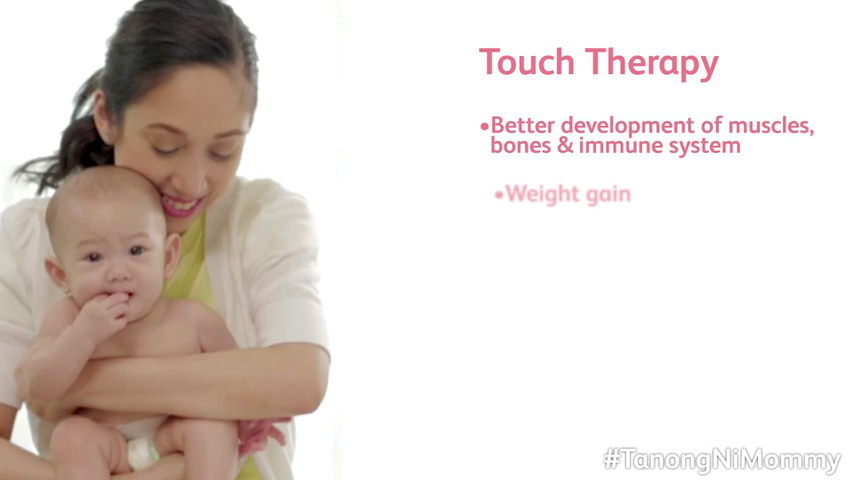 Touch Therapy
•Better development of muscles,
bones & immune system
•Weight gain
#TanongNiMommy